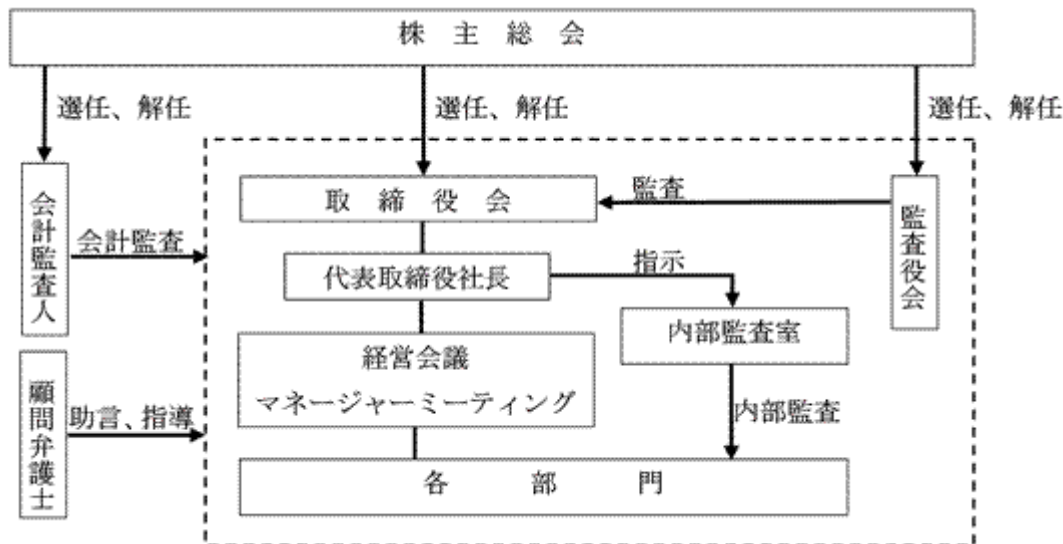 株主総会
選任、解任
選任、解任
選任、解任
会計監査人
会計監査
取締役会
監査
監査役会
代表取締役社長
指示
内部監査室
経営会議
マネージャーミーティング
顧問弁護士
助言、指導
内部監査
各部門